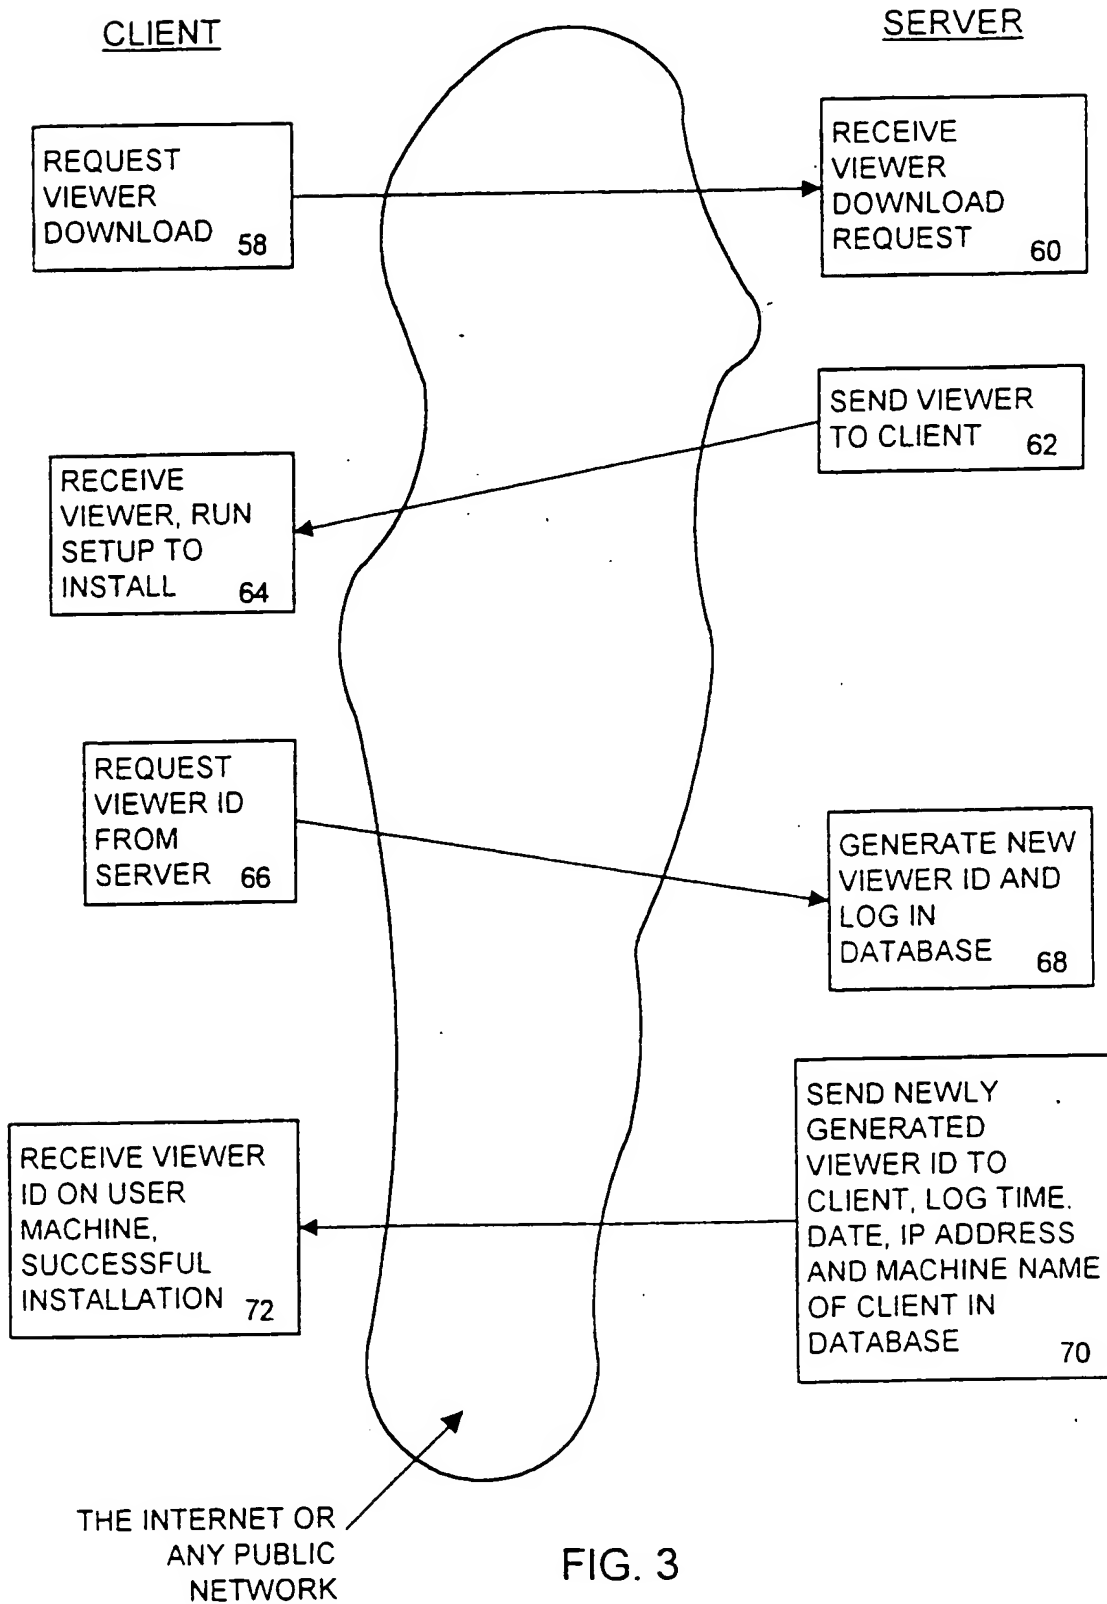 CLIENT
SERVER
REQUEST
VIEWER
DOWNLOAD 58
RECEIVE
VIEWER
DOWNLOAD
REQUEST 60
SEND VIEWER
TO CLIENT 62
RECEIVE
VIEWER, RUN
SETUP TO
INSTALL 64
REQUEST
VIEWER ID
FROM
SERVER 66
GENERATE NEW
VIEWER ID AND
LOG IN
DATABASE 68
SEND NEWLY
GENERATED
VIEWER ID TO
CLIENT, LOG TIME.
DATE, IP ADDRESS
AND MACHINE NAME
OF CLIENT IN
DATABASE 70
RECEIVE VIEWER
ID ON USER
MACHINE,
SUCCESSFUL
INSTALLATION 72
THE INTERNET OR
ANY PUBLIC
NETWORK
FIG. 3